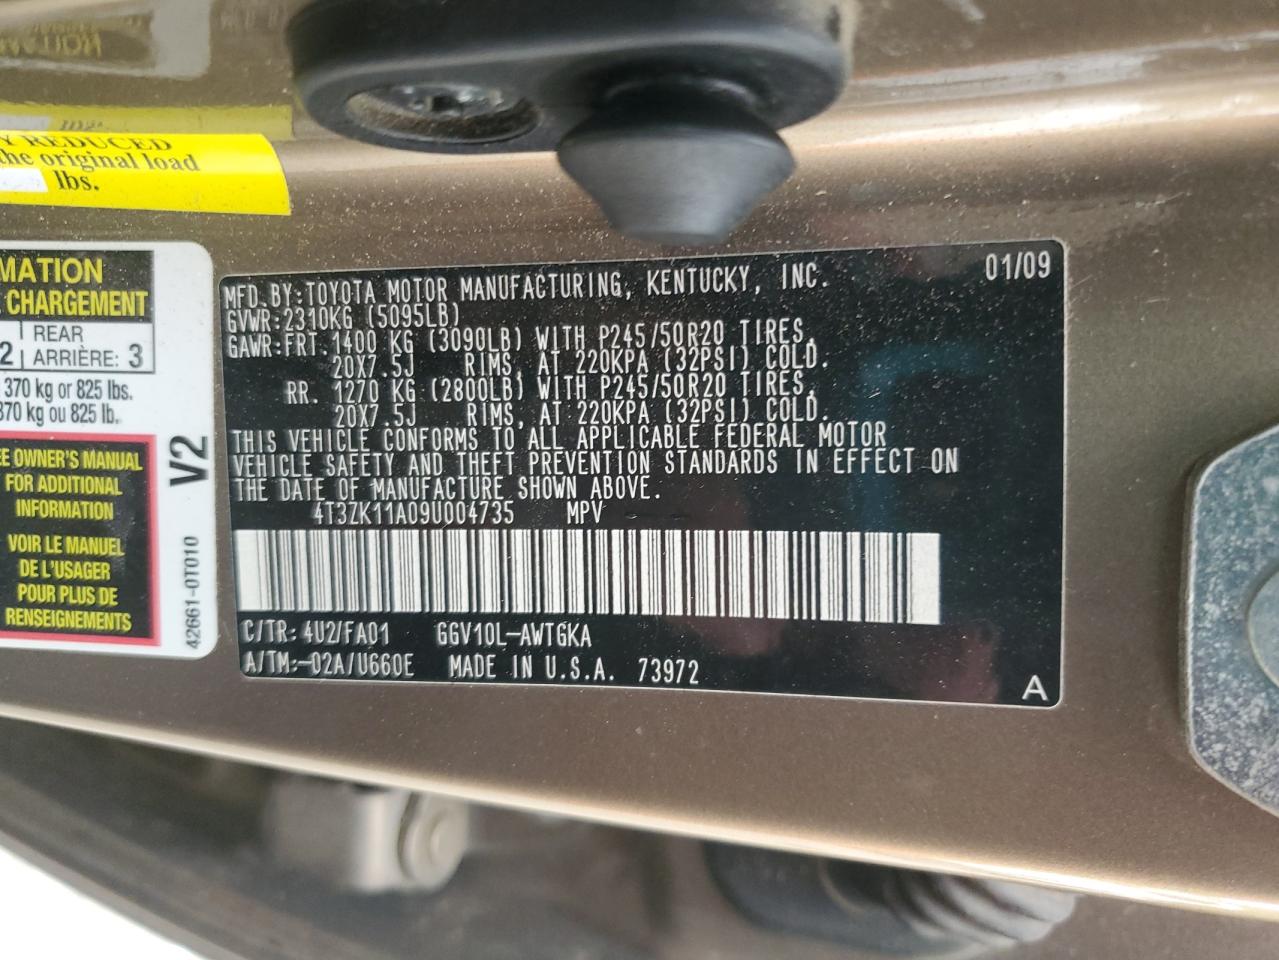 Y REDUCED
the original load
lbs.
MATION
CHARGEMENT
2 REAR
ARRIÈRE: 3
370 kg or 825 lbs.
370 kg ou 825 lb.
V2
EE OWNER'S MANUAL
FOR ADDITIONAL
INFORMATION
VOIR LE MANUEL
DE L'USAGER
POUR PLUS DE
RENSEIGNEMENTS
42661-0T010
01/09
MFD.BY:TOYOTA MOTOR MANUFACTURING, KENTUCKY, INC.
GVWR:2310KG (5095LB)
GAWR:FRT.1400 KG (3090LB) WITH P245/50R20 TIRES,
20X7.5J RIMS, AT 220KPA (32PSI) COLD.
RR. 1270 KG (2800LB) WITH P245/50R20 TIRES,
20X7.5J RIMS, AT 220KPA (32PSI) COLD.
THIS VEHICLE CONFORMS TO ALL APPLICABLE FEDERAL MOTOR
VEHICLE SAFETY AND THEFT PREVENTION STANDARDS IN EFFECT ON
THE DATE OF MANUFACTURE SHOWN ABOVE.
4T3ZK11A09U004735 MPV
C/TR: 4U2/FA01 GGV10L-AWTGKA
A/TM:-02A/U660E MADE IN U.S.A. 73972
A